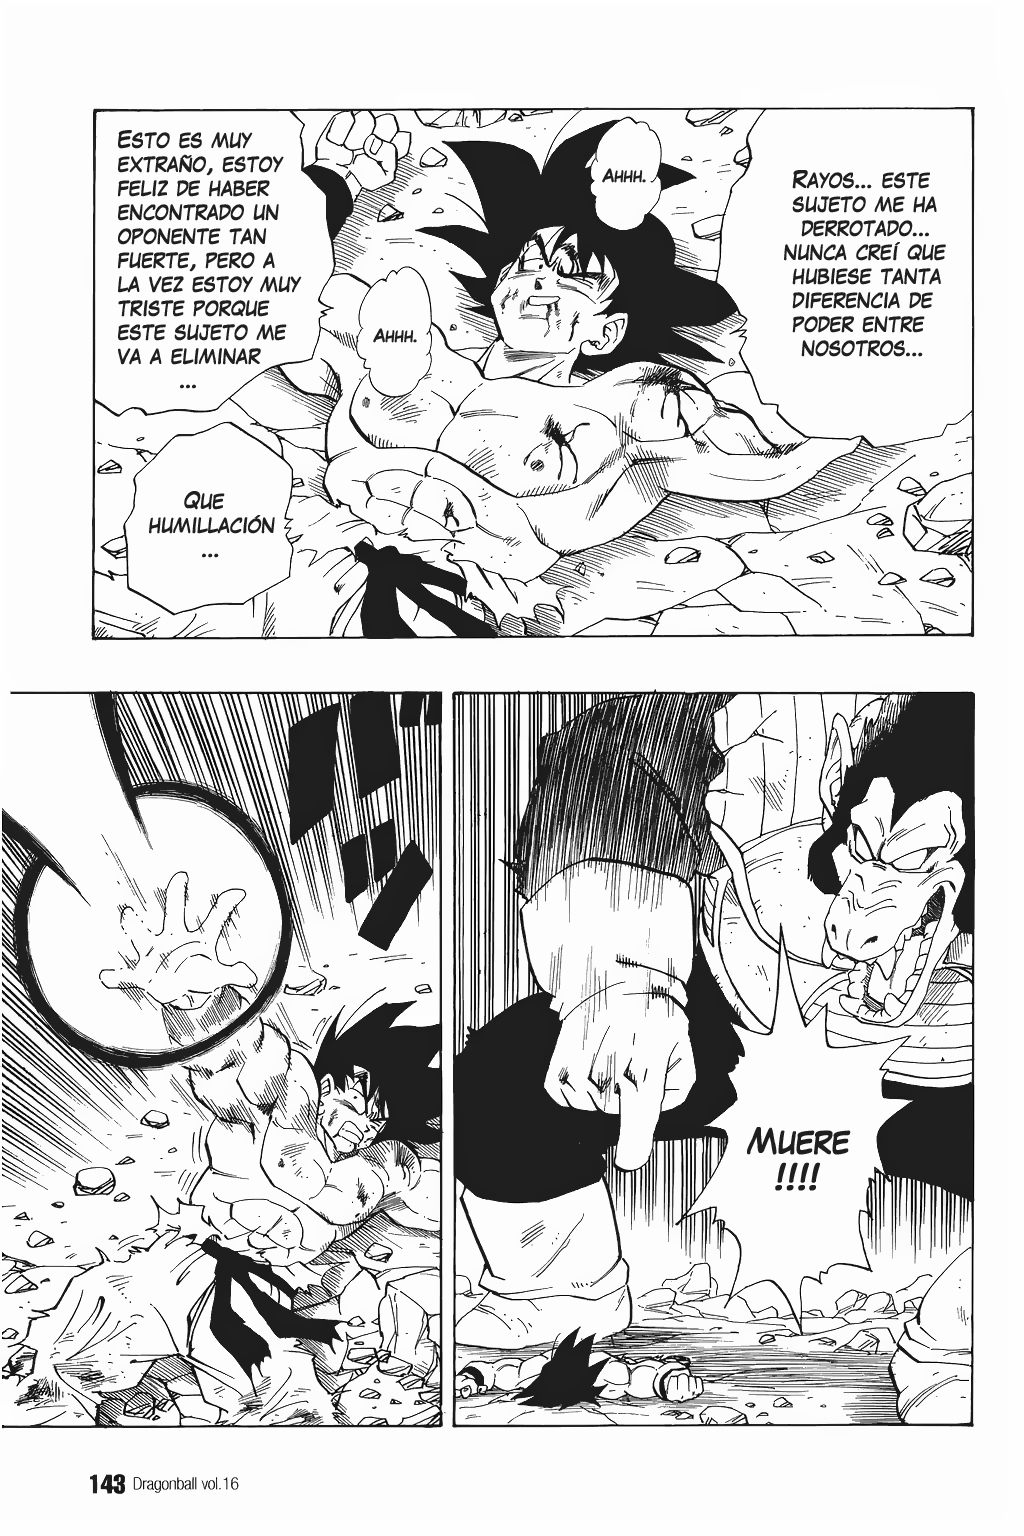 RAYOS... ESTE
SUJETO ME HA
DERROTADO...
NUNCA CREÍ QUE
HUBIESE TANTA
DIFERENCIA DE
PODER ENTRE
NOSOTROS...
AHHH.
AHHH.
ESTO ES MUY
EXTRAÑO, ESTOY
FELIZ DE HABER
ENCONTRADO UN
OPONENTE TAN
FUERTE, PERO A
LA VEZ ESTOY MUY
TRISTE PORQUE
ESTE SUJETO ME
VA A ELIMINAR
...
QUE
HUMILLACIÓN
...
MUERE
!!!!
143 Dragonball vol.16